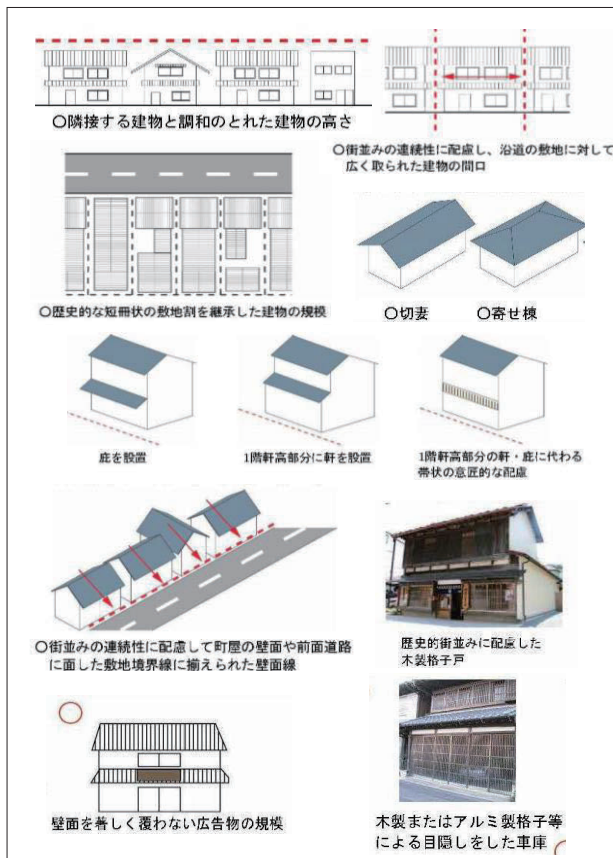 〇隣接する建物と調和のとれた建物の高さ
〇街並みの連続性に配慮し、沿道の敷地に対して
広く取られた建物の間口
〇歴史的な短冊状の敷地割を継承した建物の規模
〇切妻
〇寄せ棟
庇を設置
1階軒高部分に軒を設置
1階軒高部分の軒・庇に代わる
帯状の意匠的な配慮
〇街並みの連続性に配慮して町屋の壁面や前面道路
に面した敷地境界線に揃えられた壁面線
歴史的街並みに配慮した
木製格子戸
壁面を著しく覆わない広告物の規模
木製またはアルミ製格子等
による目隠しをした車庫